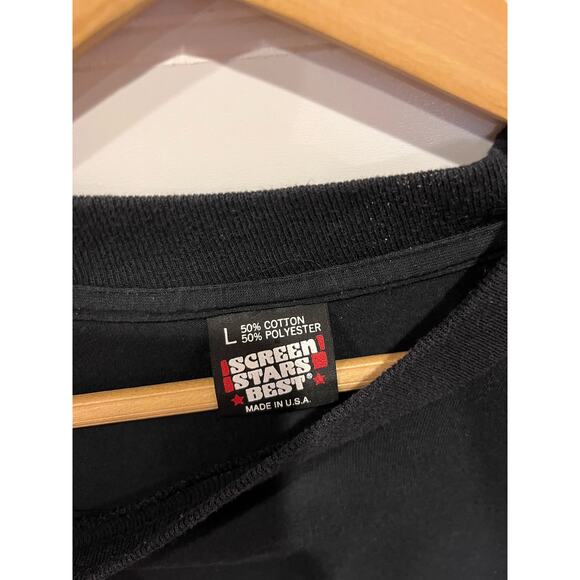 L 50% COTTON
50% POLYESTER
SCREEN
STARS
BEST®
MADE IN U.S.A.